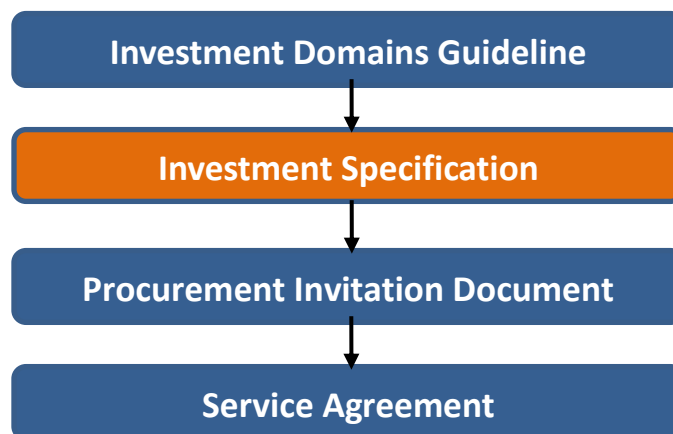 Investment Domains Guideline
Investment Specification
Procurement Invitation Document
Service Agreement